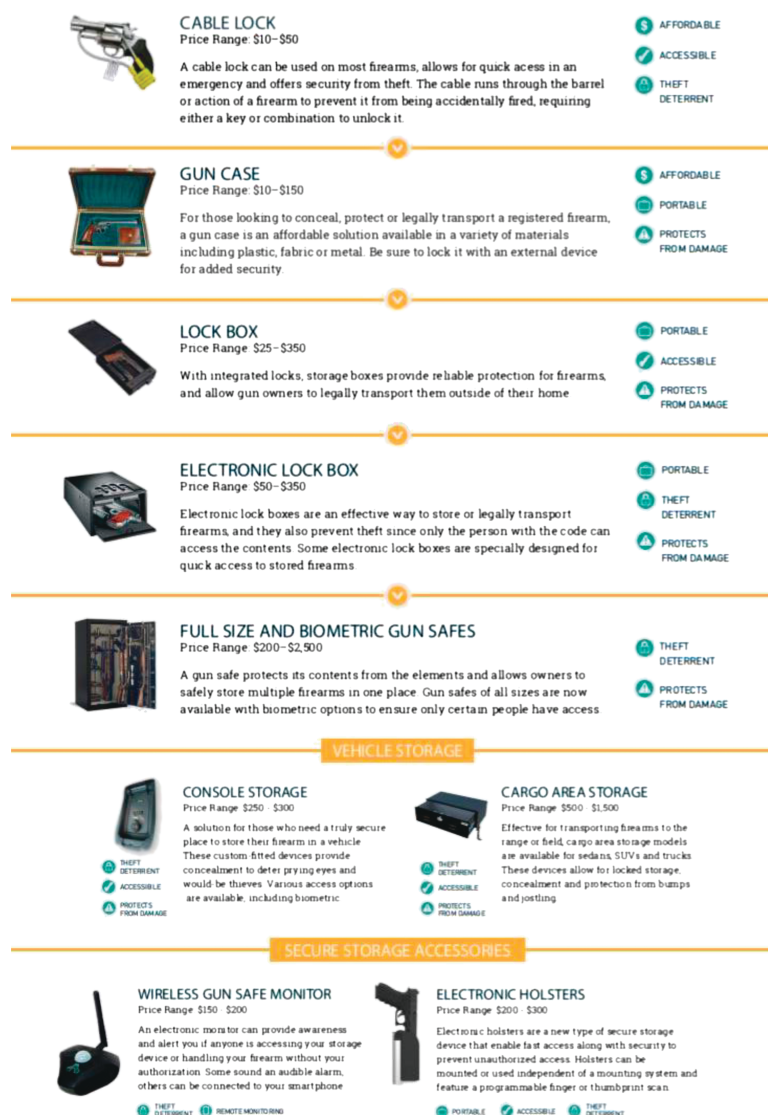 CABLE LOCK
Price Range: $10–$50
A cable lock can be used on most firearms, allows for quick acess in an
emergency and offers security from theft. The cable runs through the barrel
or action of a firearm to prevent it from being accidentally fired, requiring
either a key or combination to unlock it.
AFFORDABLE
ACCESSIBLE
THEFT
DETERRENT
GUN CASE
Price Range: $10–$150
For those looking to conceal, protect or legally transport a registered firearm,
a gun case is an affordable solution available in a variety of materials
including plastic, fabric or metal. Be sure to lock it with an external device
for added security.
AFFORDABLE
PORTABLE
PROTECTS
FROM DAMAGE
LOCK BOX
Price Range: $25–$350
With integrated locks, storage boxes provide reliable protection for firearms,
and allow gun owners to legally transport them outside of their home.
PORTABLE
ACCESSIBLE
PROTECTS
FROM DAMAGE
ELECTRONIC LOCK BOX
Price Range: $50–$350
Electronic lock boxes are an effective way to store or legally transport
firearms, and they also prevent theft since only the person with the code can
access the contents. Some electronic lock boxes are specially designed for
quick access to stored firearms.
PORTABLE
THEFT
DETERRENT
PROTECTS
FROM DAMAGE
FULL SIZE AND BIOMETRIC GUN SAFES
Price Range: $200–$2,500
A gun safe protects its contents from the elements and allows owners to
safely store multiple firearms in one place. Gun safes of all sizes are now
available with biometric options to ensure only certain people have access.
THEFT
DETERRENT
PROTECTS
FROM DAMAGE
VEHICLE STORAGE
CONSOLE STORAGE
Price Range: $250 - $300
A solution for those who need a truly secure
place to store their firearm in a vehicle.
These custom-fitted devices provide
concealment to deter prying eyes and
would-be thieves. Various access options
are available, including biometric.
THEFT
DETERRENT
ACCESSIBLE
PROTECTS
FROM DAMAGE
CARGO AREA STORAGE
Price Range: $500 - $1,500
Effective for transporting firearms to the
range or field, cargo area storage models
are available for sedans, SUVs and trucks.
These devices allow for locked storage,
concealment and protection from bumps
and jostling.
THEFT
DETERRENT
ACCESSIBLE
PROTECTS
FROM DAMAGE
SECURE STORAGE ACCESSORIES
WIRELESS GUN SAFE MONITOR
Price Range: $150 - $200
An electronic monitor can provide awareness
and alert you if anyone is accessing your storage
device or handling your firearm without your
authorization. Some sound an audible alarm,
others can be connected to your smartphone.
THEFT
DETERRENT
REMOTE MONITORING
ELECTRONIC HOLSTERS
Price Range: $200 - $300
Electronic holsters are a new type of secure storage
device that enable fast access along with security to
prevent unauthorized access. Holsters can be
mounted or used independent of a mounting system and
feature a programmable finger or thumbprint scan.
PORTABLE
ACCESSIBLE
THEFT
DETERRENT